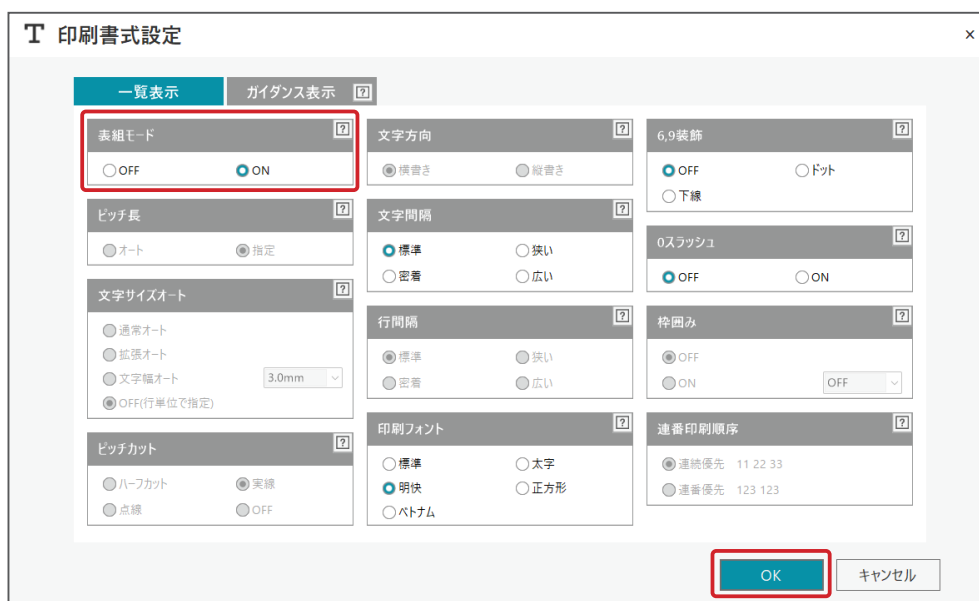 T 印刷書式設定
×
一覧表示 ガイダンス表示 ?
表組モード ?
OFF ON
ピッチ長 ?
オート 指定
文字サイズオート ?
通常オート
拡張オート
文字幅オート 3.0mm
OFF(行単位で指定)
ピッチカット ?
ハーフカット 実線
点線 OFF
文字方向 ?
横書き 縦書き
文字間隔 ?
標準 狭い
密着 広い
行間隔 ?
標準 狭い
密着 広い
印刷フォント ?
標準 太字
明快 正方形
ベトナム
6,9装飾 ?
OFF ドット
下線
0スラッシュ ?
OFF ON
枠囲み ?
OFF
ON OFF
連番印刷順序 ?
連続優先 11 22 33
連番優先 123 123
OK キャンセル